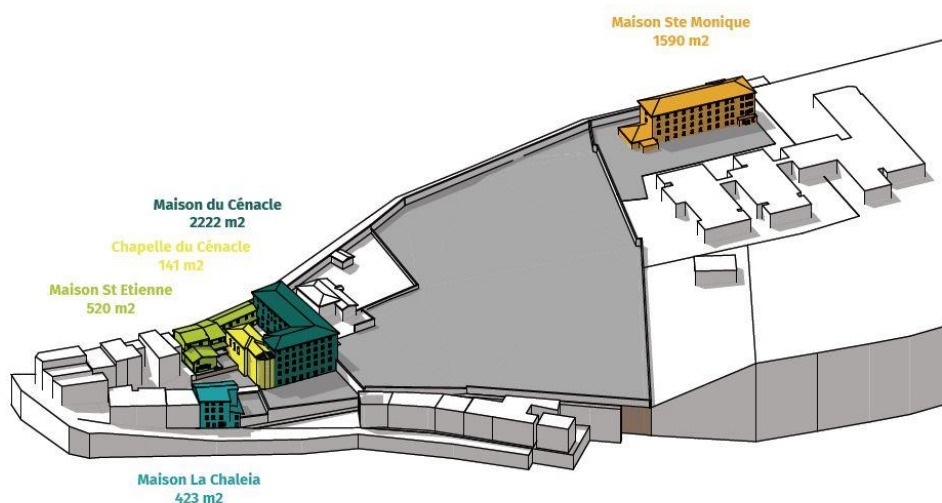 Maison Ste Monique
1590 m2
Maison du Cénacle
2222 m2
Chapelle du Cénacle
141 m2
Maison St Etienne
520 m2
Maison La Chaleia
423 m2